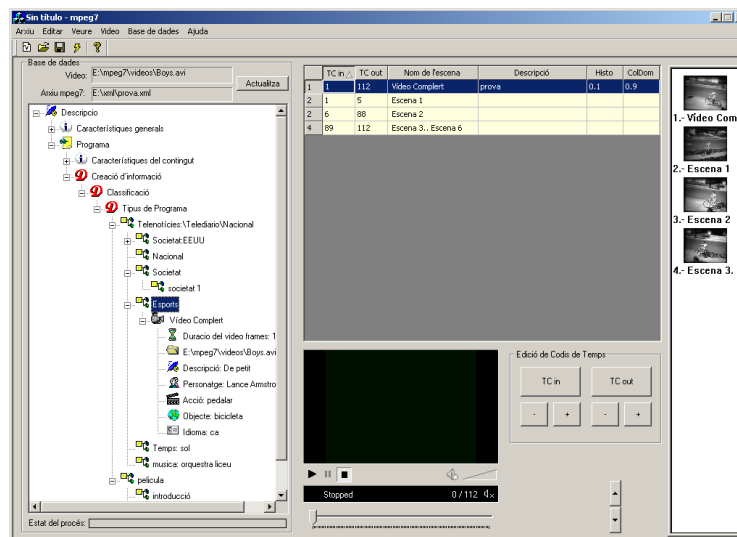 Sin título - mpeg7
Arxiu Editar Veure Video Base de dades Ajuda
Base de dades
Video: E:\mpeg7\videos\Boys.avi
Arxiu mpeg7: E:\xml\prova.xml
Actualitza
Descripcio
Característiques generals
Programa
Característiques del contingut
Creació d'informació
Classificació
Tipus de Programa
Telenotícies:\Telediario\Nacional
Societat:EEUU
Nacional
Societat
societat 1
Esports
Vídeo Complert
Duracio del video frames: 1
E:\mpeg7\videos\Boys.avi
Descripció: De petit
Personatge: Lance Armstro
Acció: pedalar
Objecte: bicicleta
Idioma: ca
Temps: sol
musica: orquestra liceu
pelicula
introducció
Estat del procés:
TC in TC out Nom de l'escena Descripció Histo ColDom
1 1 112 Vídeo Complert prova 0.1 0.9
2 1 5 Escena 1
2 6 88 Escena 2
4 89 112 Escena 3.. Escena 6
1.- Vídeo Com
2.- Escena 1
3.- Escena 2
4.- Escena 3.
Edició de Codis de Temps
TC in TC out
- + - +
Stopped 0 / 112